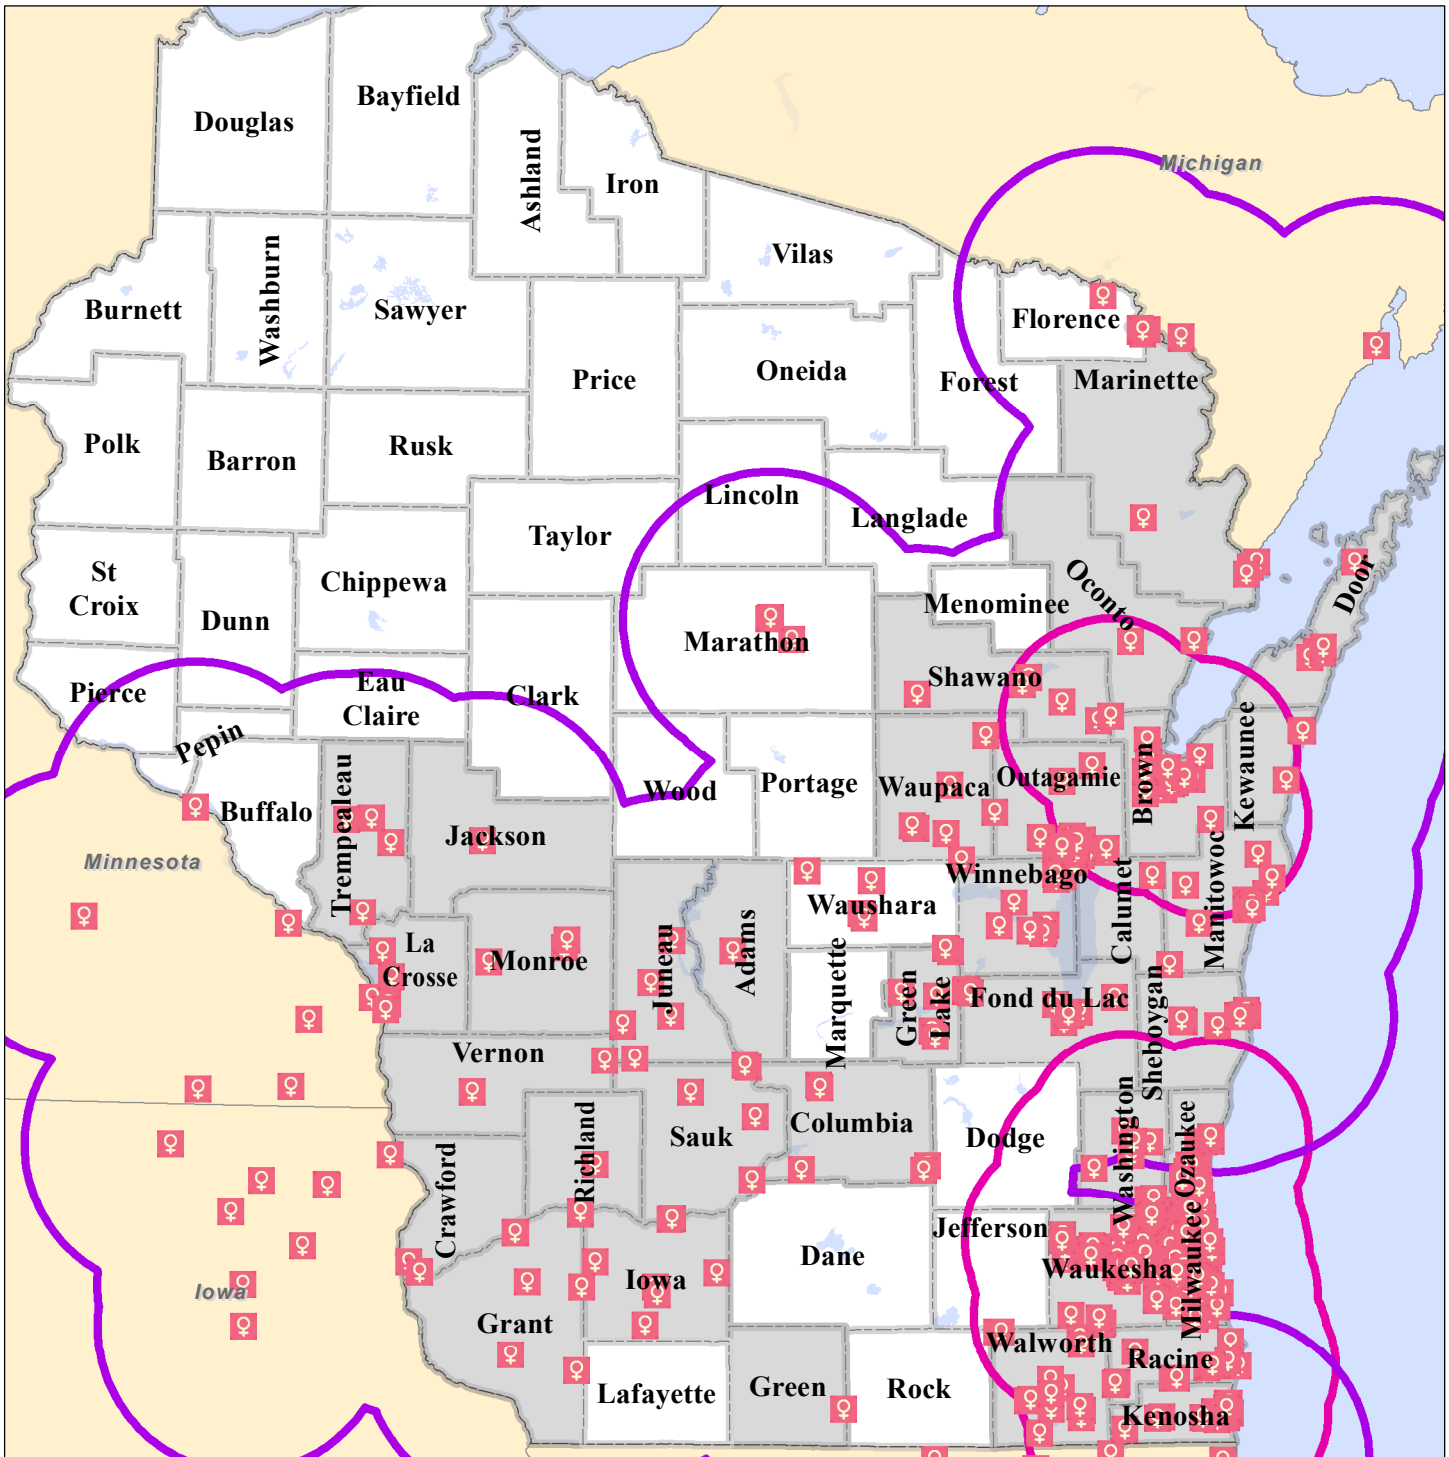 Michigan
Bayfield
Douglas
Ashland
Iron
Vilas
Washburn
Burnett
Sawyer
Florence
Oneida
Price
Forest
Marinette
Polk
Rusk
Barron
Lincoln
Langlade
Taylor
St
Croix
Chippewa
Dunn
Menominee
Oconto
Door
Marathon
Shawano
Pierce
Eau
Claire
Clark
Pepin
Kewaunee
Outagamie
Brown
Portage
Waupaca
Wood
Buffalo
Trempealeau
Jackson
Minnesota
Winnebago
Manitowoc
Calumet
Waushara
La
Crosse
Monroe
Juneau
Adams
Marquette
Green
Lake
Fond du Lac
Sheboygan
Vernon
Columbia
Sauk
Dodge
Washington
Ozaukee
Richland
Crawford
Jefferson
Dane
Waukesha
Milwaukee
Iowa
Iowa
Grant
Walworth
Racine
Lafayette
Green
Rock
Kenosha